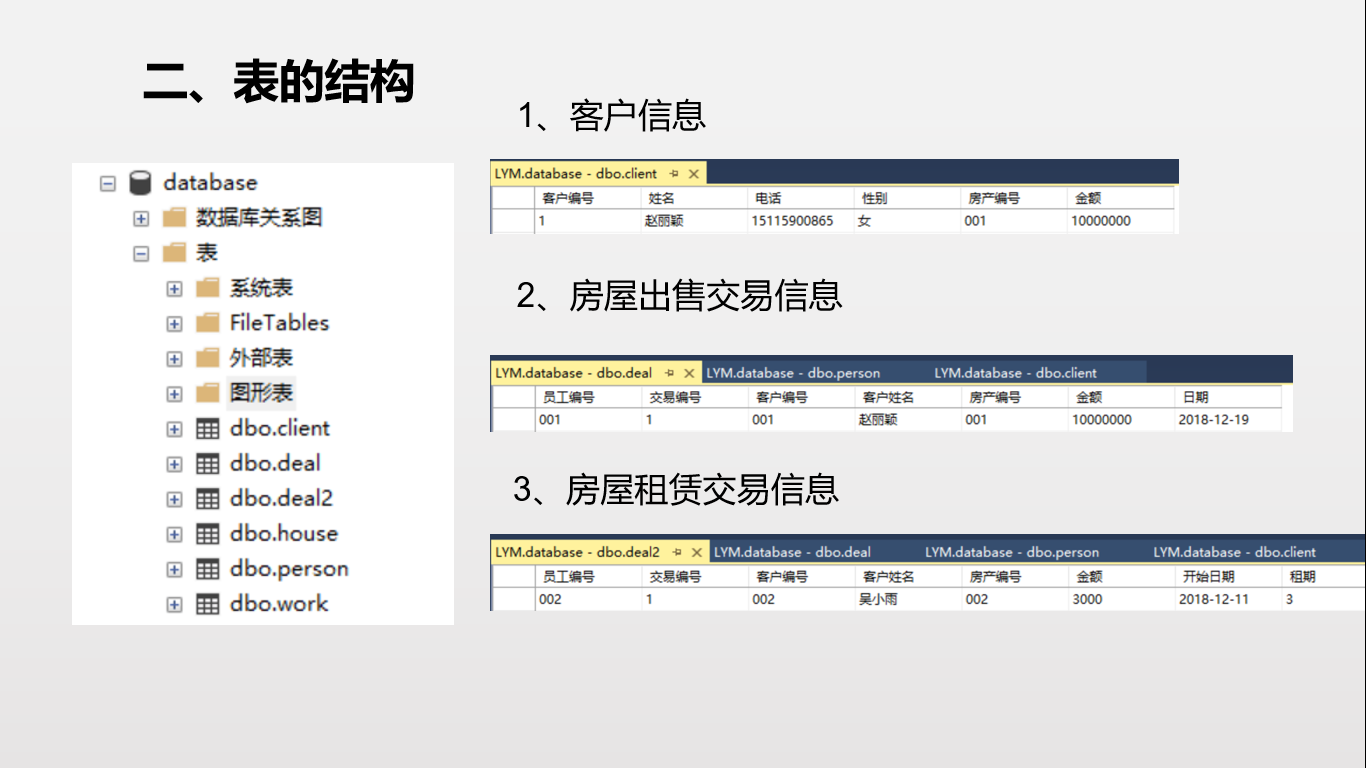 二、表的结构
database
数据库关系图
表
系统表
FileTables
外部表
图形表
dbo.client
dbo.deal
dbo.deal2
dbo.house
dbo.person
dbo.work
1、客户信息
LYM.database - dbo.client
客户编号 姓名 电话 性别 房产编号 金额
1 赵丽颖 15115900865 女 001 10000000
2、房屋出售交易信息
LYM.database - dbo.deal LYM.database - dbo.person LYM.database - dbo.client
员工编号 交易编号 客户编号 客户姓名 房产编号 金额 日期
001 1 001 赵丽颖 001 10000000 2018-12-19
3、房屋租赁交易信息
LYM.database - dbo.deal2 LYM.database - dbo.deal LYM.database - dbo.person LYM.database - dbo.client
员工编号 交易编号 客户编号 客户姓名 房产编号 金额 开始日期 租期
002 1 002 吴小雨 002 3000 2018-12-11 3